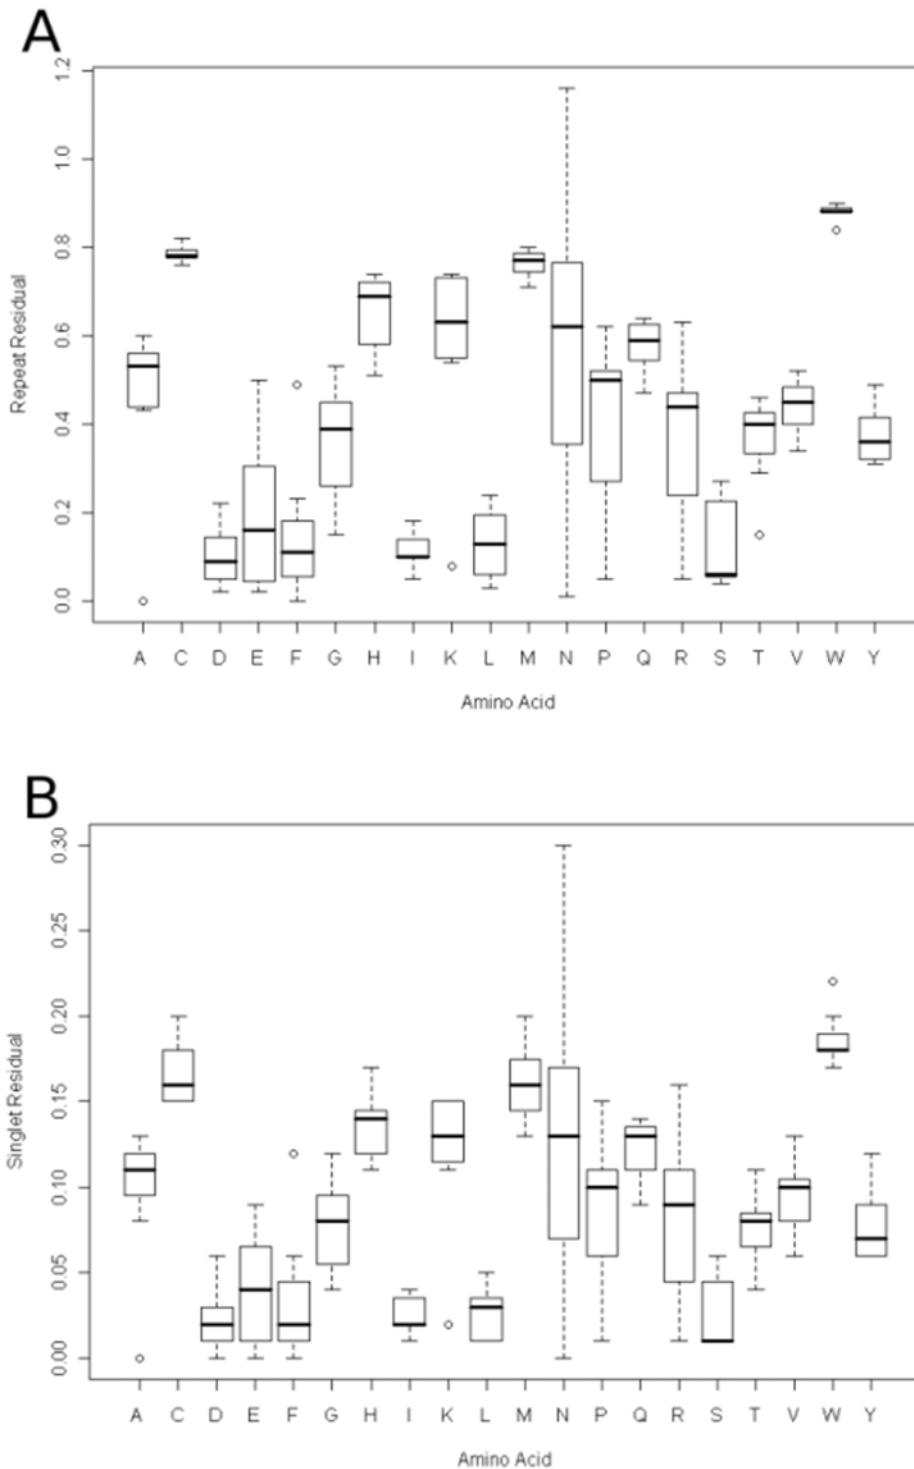 A
1.2
1.0
0.8
0.6
0.4
0.2
0.0
Repeat Residual
A C D E F G H I K L M N P Q R S T V W Y
Amino Acid
B
0.30
0.25
0.20
0.15
0.10
0.05
0.00
Singlet Residual
A C D E F G H I K L M N P Q R S T V W Y
Amino Acid